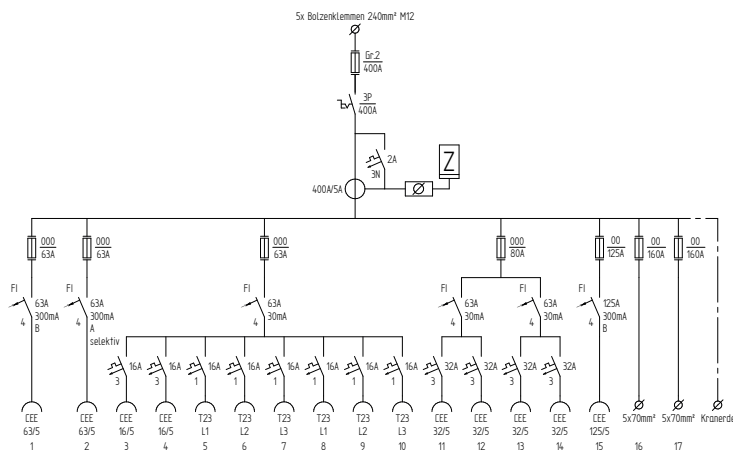 5x Bolzenklemmen 240mm² M12
Gr.2
400A
3P
400A
2A
3N
Z
400A/5A
000 000 000 000 00 00 00
63A 63A 63A 80A 125A 160A 160A
FI FI FI FI FI FI
63A 63A 63A 63A 63A 125A
300mA 300mA 30mA 30mA 30mA 300mA
4 4 4 4 4 4
B A B
selektiv
16A 16A 16A 16A 16A 16A 16A 16A 32A 32A 32A 32A
3 3 1 1 1 1 1 1 3 3 3 3
CEE CEE CEE CEE T23 T23 T23 T23 T23 T23 CEE CEE CEE CEE CEE 5x70mm² 5x70mm² Kranerde
63/5 63/5 16/5 16/5 L1 L2 L3 L1 L2 L3 32/5 32/5 32/5 32/5 125/5
1 2 3 4 5 6 7 8 9 10 11 12 13 14 15 16 17